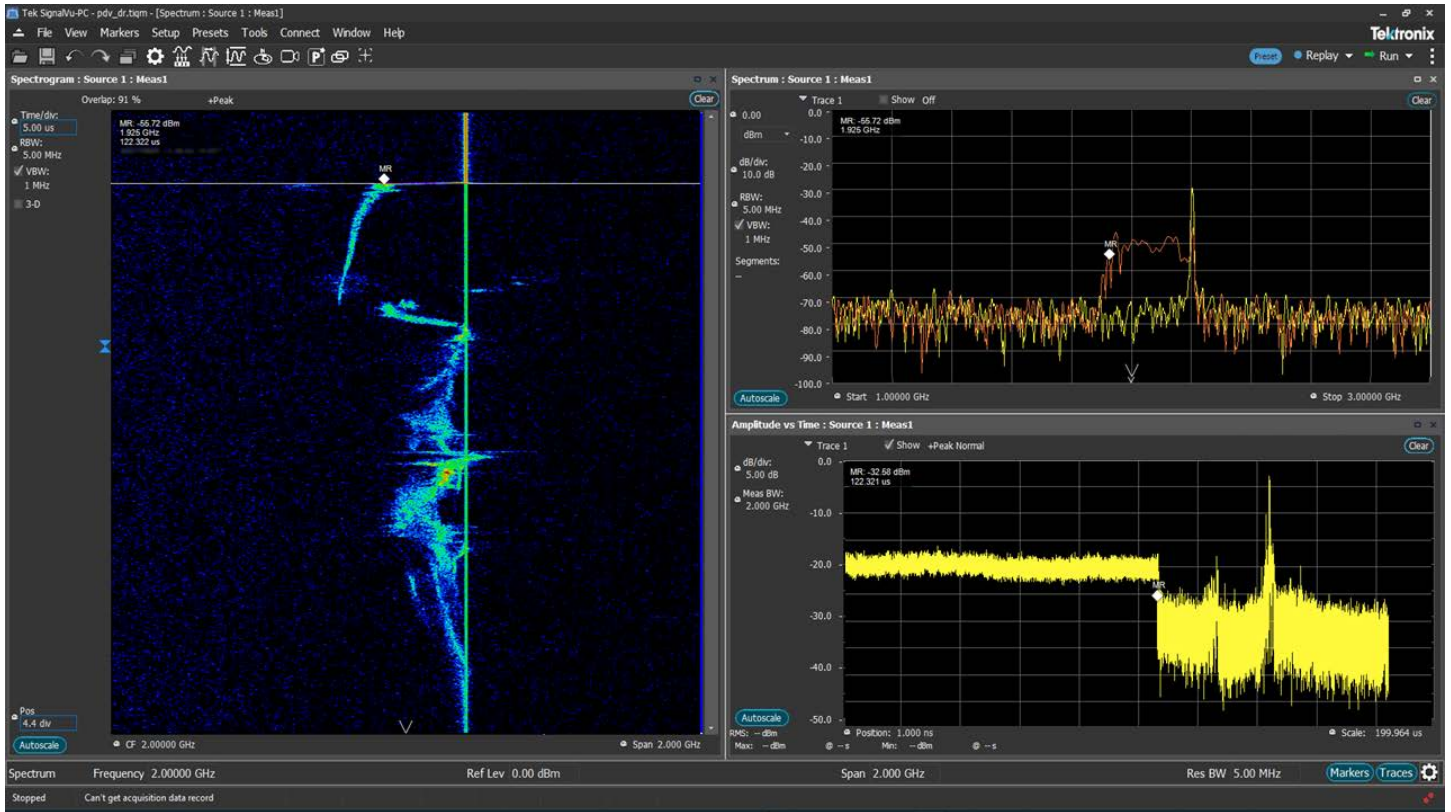 Tek SignalVu-PC - pdv_dr.tiqm - [Spectrum : Source 1 : Meas1]
File View Markers Setup Presets Tools Connect Window Help
Tektronix
Preset Replay Run
Spectrogram : Source 1 : Meas1
Overlap: 91 % +Peak Clear
Time/div:
5.00 us
RBW:
5.00 MHz
VBW:
1 MHz
3-D
MR: -55.72 dBm
1.925 GHz
122.322 us
MR
Pos
4.4 div
Autoscale CF 2.00000 GHz Span 2.000 GHz
Spectrum : Source 1 : Meas1
Trace 1 Show Off Clear
0.00
dBm
dB/div:
10.0 dB
RBW:
5.00 MHz
VBW:
1 MHz
Segments:
--
0.0
-10.0
-20.0
-30.0
-40.0
-50.0
-60.0
-70.0
-80.0
-90.0
-100.0
MR: -55.72 dBm
1.925 GHz
MR
Autoscale Start 1.00000 GHz Stop 3.00000 GHz
Amplitude vs Time : Source 1 : Meas1
Trace 1 Show +Peak Normal Clear
dB/div:
5.00 dB
Meas BW:
2.000 GHz
0.0
-10.0
-20.0
-30.0
-40.0
-50.0
MR: -32.58 dBm
122.321 us
MR
Autoscale
RMS: -- dBm Position: 1.000 ns Scale: 199.964 us
Max: -- dBm @ -- s Min: -- dBm @ -- s
Spectrum Frequency 2.00000 GHz Ref Lev 0.00 dBm Span 2.000 GHz Res BW 5.00 MHz Markers Traces
Stopped Can't get acquisition data record